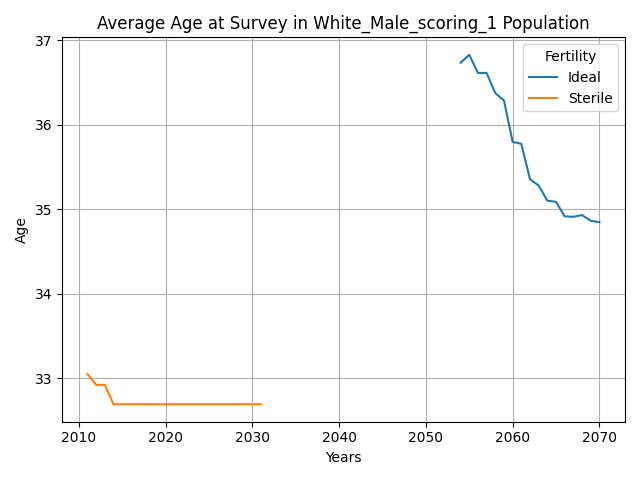 Average Age at Survey in White_Male_scoring_1 Population
37
36
35
34
33
Age
2010 2020 2030 2040 2050 2060 2070
Years
Fertility
Ideal
Sterile